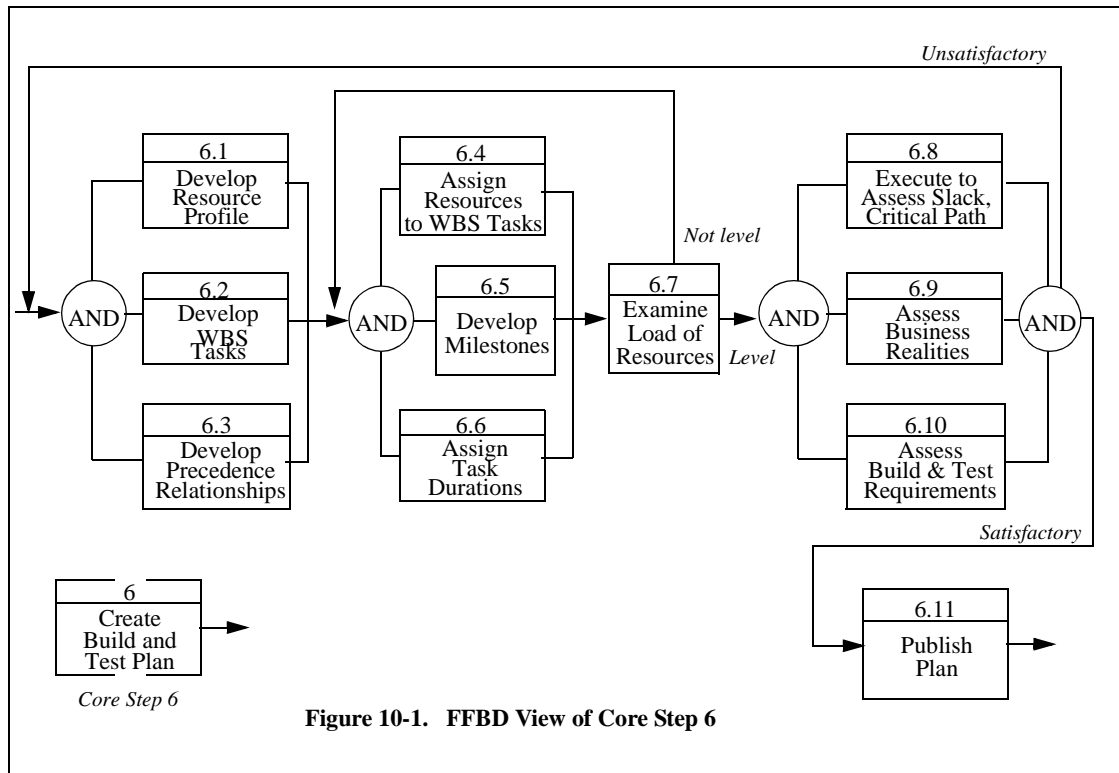 Unsatisfactory
6.1
Develop
Resource
Profile
6.2
Develop
WBS
Tasks
6.3
Develop
Precedence
Relationships
AND
6.4
Assign
Resources
to WBS Tasks
6.5
Develop
Milestones
6.6
Assign
Task
Durations
AND
Not level
6.7
Examine
Load of
Resources
Level
AND
6.8
Execute to
Assess Slack,
Critical Path
6.9
Assess
Business
Realities
6.10
Assess
Build & Test
Requirements
AND
Satisfactory
6
Create
Build and
Test Plan
Core Step 6
6.11
Publish
Plan
Figure 10-1. FFBD View of Core Step 6